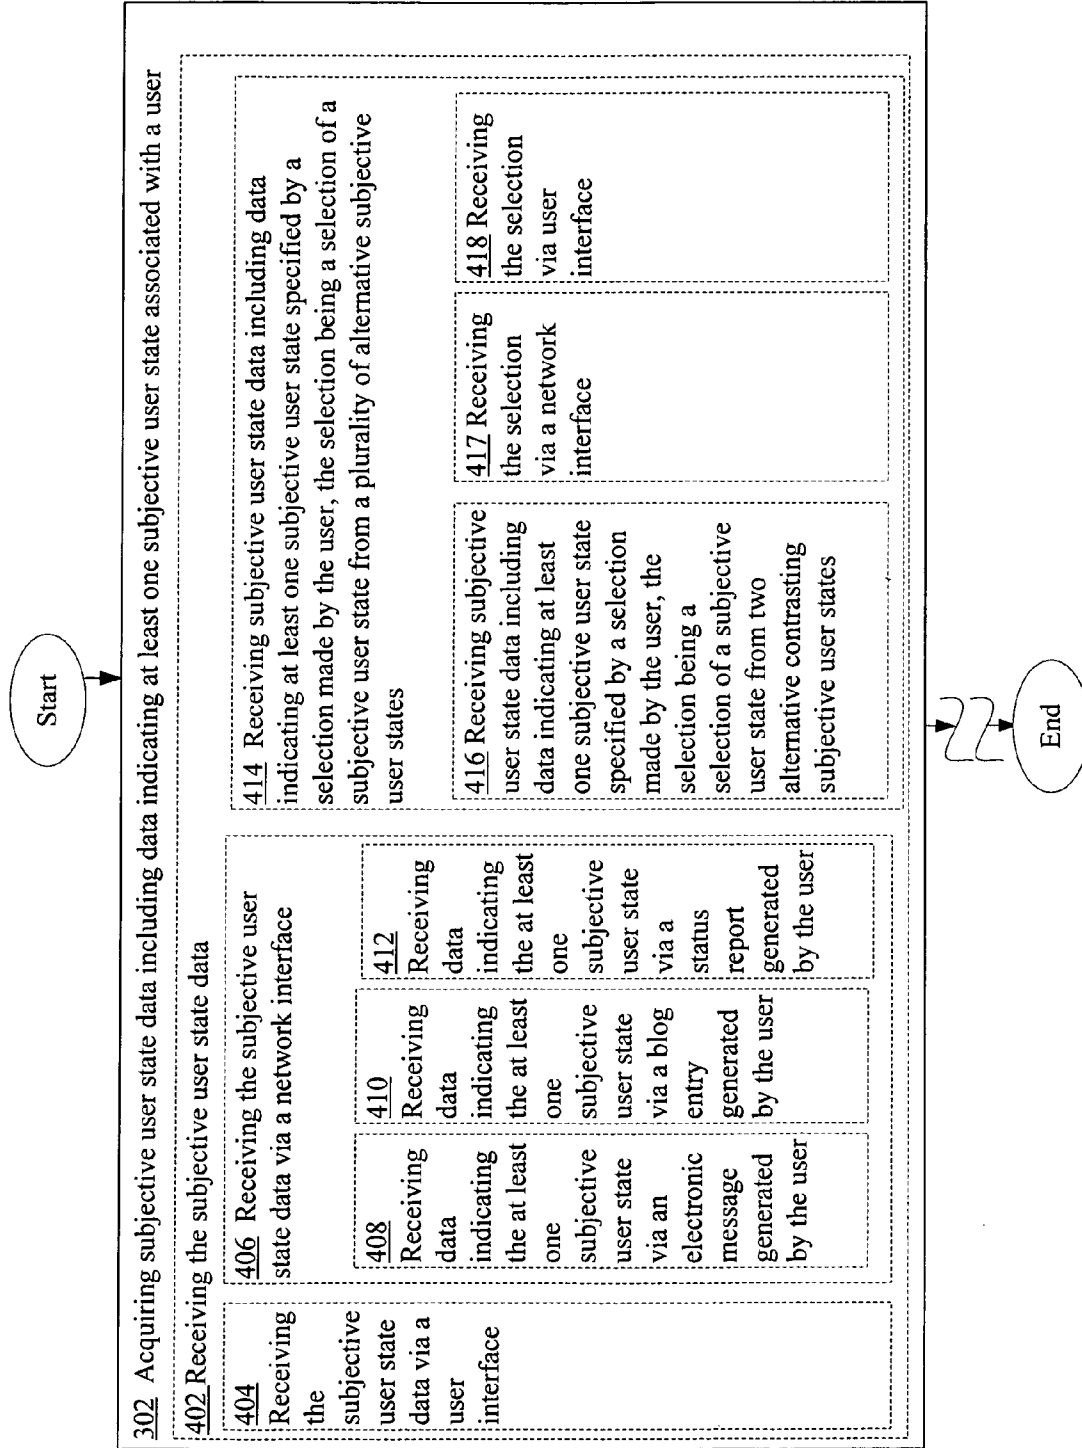 Start
302 Acquiring subjective user state data including data indicating at least one subjective user state associated with a user
402 Receiving the subjective user state data
404
Receiving
the
subjective
user state
data via a
user
interface
406 Receiving the subjective user
state data via a network interface
408
Receiving
data
indicating
the at least
one
subjective
user state
via an
electronic
message
generated
by the user
410
Receiving
data
indicating
the at least
one
subjective
user state
via a blog
entry
generated
by the user
412
Receiving
data
indicating
the at least
one
subjective
user state
via a
status
report
generated
by the user
414 Receiving subjective user state data including data
indicating at least one subjective user state specified by a
selection made by the user, the selection being a selection of a
subjective user state from a plurality of alternative subjective
user states
416 Receiving subjective
user state data including
data indicating at least
one subjective user state
specified by a selection
made by the user, the
selection being a
selection of a subjective
user state from two
alternative contrasting
subjective user states
417 Receiving
the selection
via a network
interface
418 Receiving
the selection
via user
interface
End